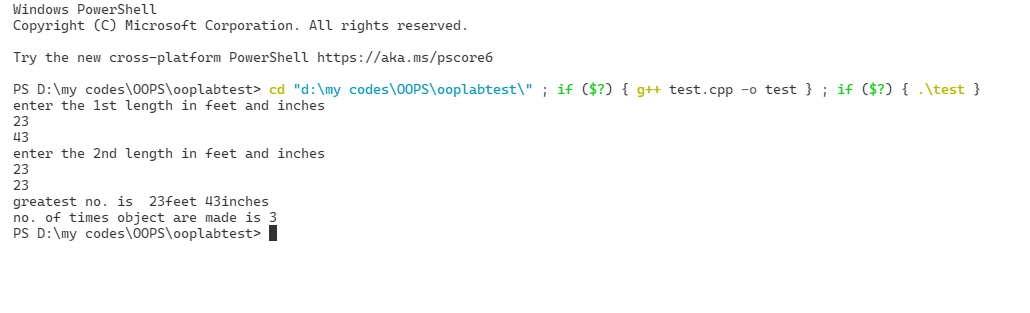 Windows PowerShell
Copyright (C) Microsoft Corporation. All rights reserved.
Try the new cross-platform PowerShell https://aka.ms/pscore6
PS D:\my codes\OOPS\ooplabtest> cd "d:\my codes\OOPS\ooplabtest\" ; if ($?) { g++ test.cpp -o test } ; if ($?) { .\test }
enter the 1st length in feet and inches
23
43
enter the 2nd length in feet and inches
23
23
greatest no. is  23feet 43inches
no. of times object are made is 3
PS D:\my codes\OOPS\ooplabtest>